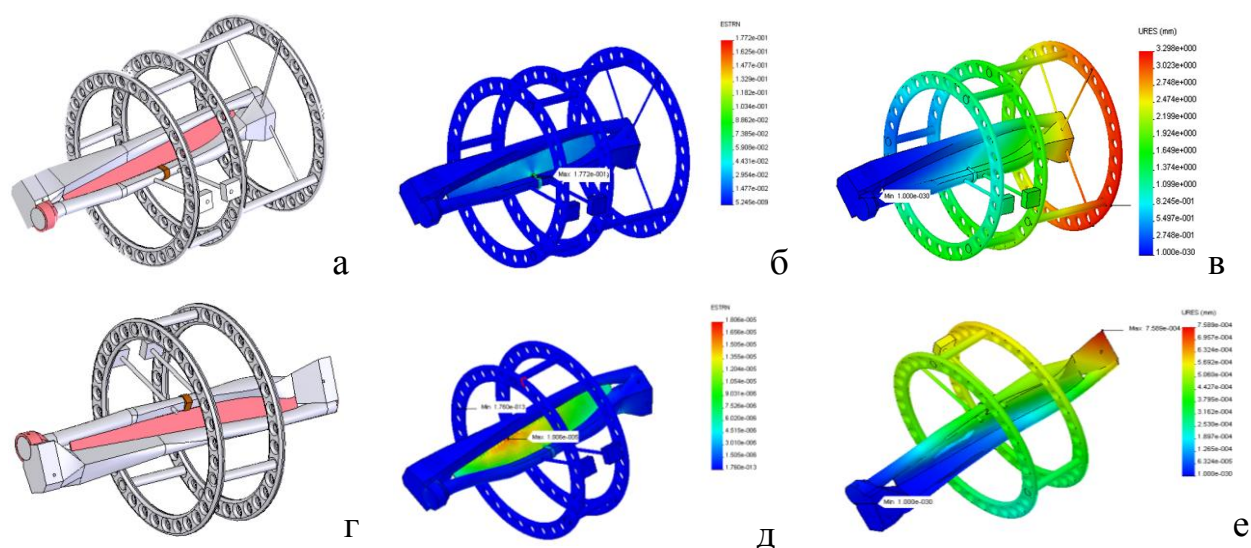 ESTRN
1.772e-001
1.625e-001
1.477e-001
1.329e-001
1.182e-001
1.034e-001
8.862e-002
7.385e-002
5.908e-002
4.431e-002
2.954e-002
1.477e-002
5.245e-009
Max: 1.772e-001
URES (mm)
3.298e+000
3.023e+000
2.748e+000
2.474e+000
2.199e+000
1.924e+000
1.649e+000
1.374e+000
1.099e+000
8.245e-001
5.497e-001
2.748e-001
1.000e-030
Min: 1.000e-030
а
б
в
ESTRN
1.806e-005
1.656e-005
1.505e-005
1.355e-005
1.204e-005
1.054e-005
9.031e-006
7.526e-006
6.020e-006
4.515e-006
3.010e-006
1.505e-006
1.760e-013
Min: 1.760e-013
Max: 1.806e-005
URES (mm)
7.589e-004
6.957e-004
6.324e-004
5.692e-004
5.060e-004
4.427e-004
3.795e-004
3.162e-004
2.530e-004
1.897e-004
1.265e-004
6.324e-005
1.000e-030
Max: 7.589e-004
Min: 1.000e-030
г
д
е